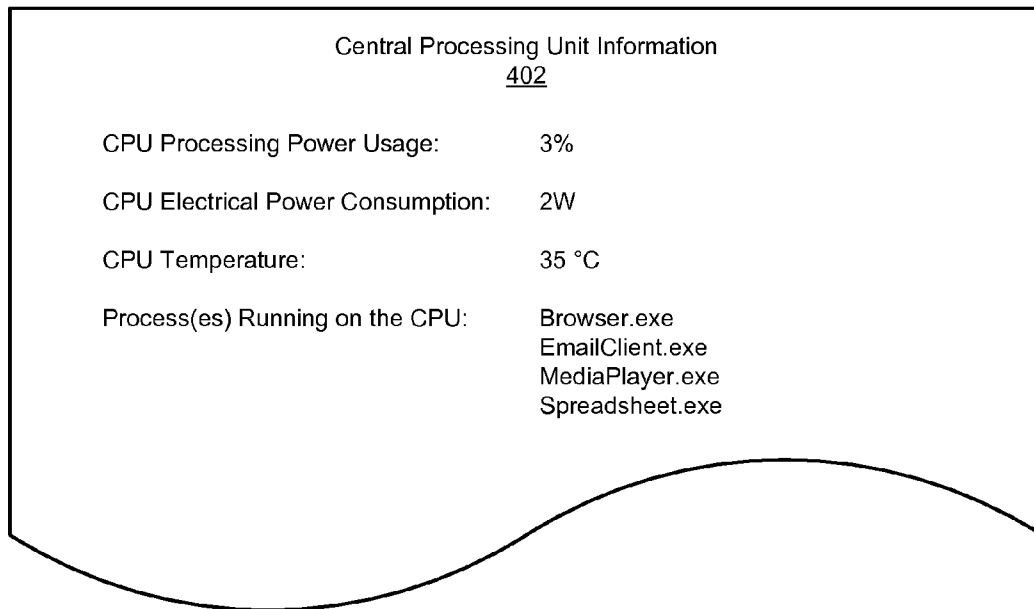 Central Processing Unit Information
402
CPU Processing Power Usage: 3%
CPU Electrical Power Consumption: 2W
CPU Temperature: 35 °C
Process(es) Running on the CPU: Browser.exe
EmailClient.exe
MediaPlayer.exe
Spreadsheet.exe